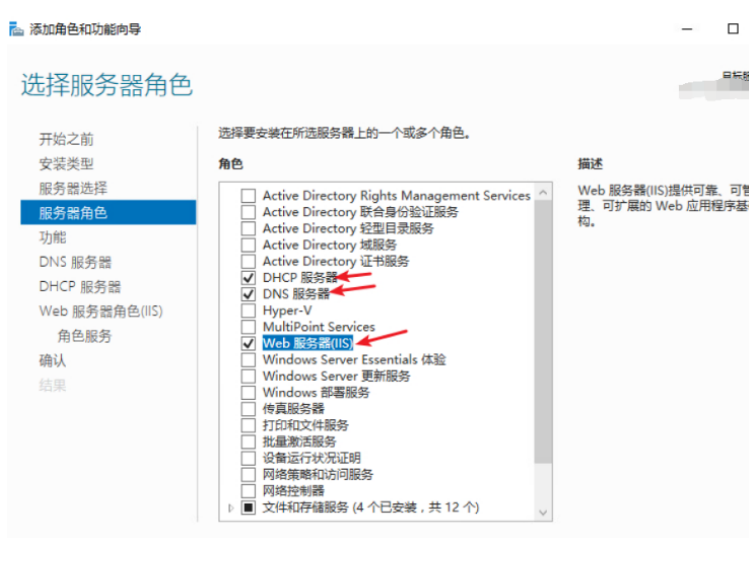 添加角色和功能向导
选择服务器角色
目标服
开始之前
安装类型
服务器选择
服务器角色
功能
DNS 服务器
DHCP 服务器
Web 服务器角色(IIS)
角色服务
确认
结果
选择要安装在所选服务器上的一个或多个角色。
角色
Active Directory Rights Management Services
Active Directory 联合身份验证服务
Active Directory 轻型目录服务
Active Directory 域服务
Active Directory 证书服务
DHCP 服务器
DNS 服务器
Hyper-V
MultiPoint Services
Web 服务器(IIS)
Windows Server Essentials 体验
Windows Server 更新服务
Windows 部署服务
传真服务器
打印和文件服务
批量激活服务
设备运行状况证明
网络策略和访问服务
网络控制器
文件和存储服务 (4 个已安装，共 12 个)
描述
Web 服务器(IIS)提供可靠、可管
理、可扩展的 Web 应用程序基
构。